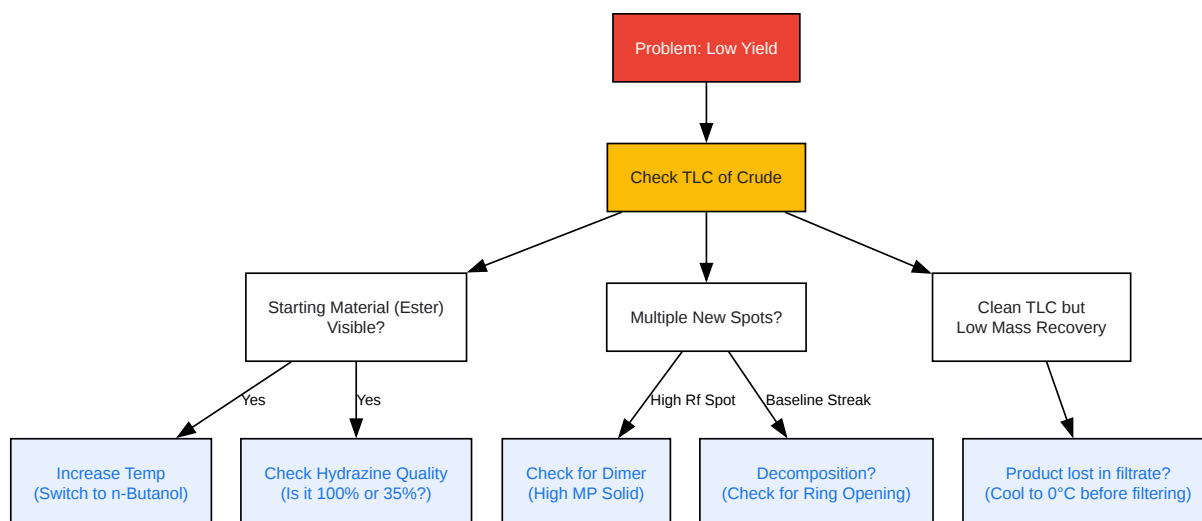 Problem: Low Yield
Check TLC of Crude
Starting Material (Ester)
Visible?
Multiple New Spots?
Clean TLC but
Low Mass Recovery
Yes
Yes
High Rf Spot
Baseline Streak
Increase Temp
(Switch to n-Butanol)
Check Hydrazine Quality
(Is it 100% or 35%?)
Check for Dimer
(High MP Solid)
Decomposition?
(Check for Ring Opening)
Product lost in filtrate?
(Cool to 0°C before filtering)